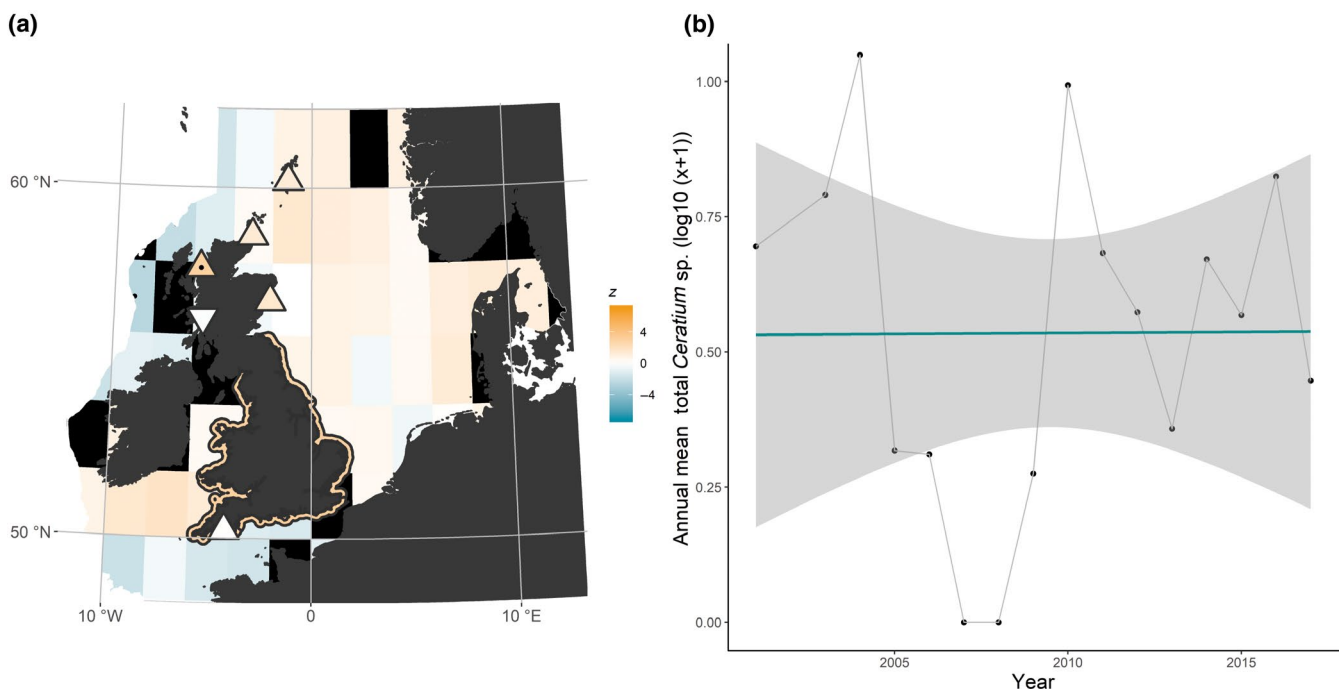 (a)
60 °N
50 °N
10 °W
0
10 °E
z
4
0
−4
(b)
Annual mean total Ceratium sp. (log10 (x+1))
1.00
0.75
0.50
0.25
0.00
2005
2010
2015
Year